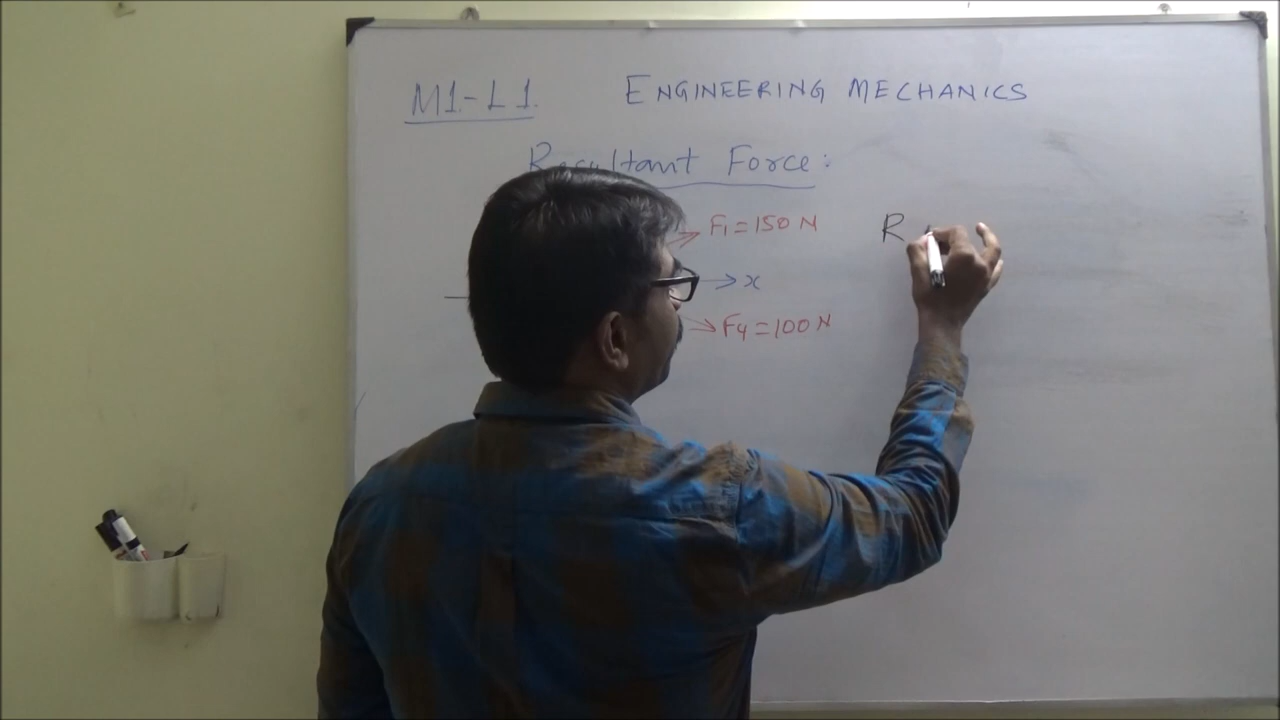 M1-L1. ENGINEERING MECHANICS
Resultant Force:
F1 = 150 N
R
x
F4 = 100 N